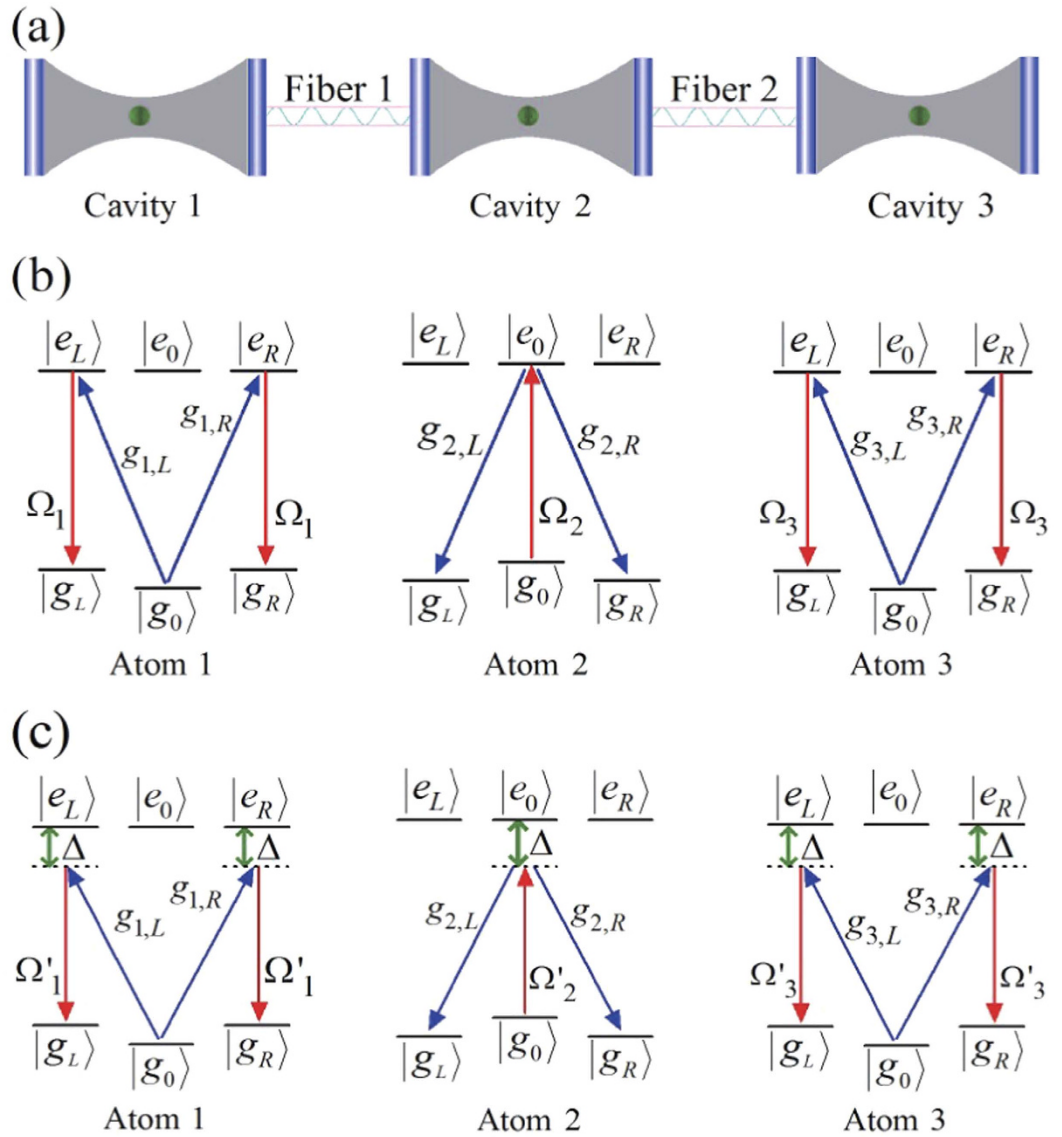 (a)
Fiber 1 Fiber 2
Cavity 1 Cavity 2 Cavity 3
(b)
|e_L⟩ |e_0⟩ |e_R⟩ |e_L⟩ |e_0⟩ |e_R⟩ |e_L⟩ |e_0⟩ |e_R⟩
g_{1,L} g_{1,R} g_{2,L} g_{2,R} g_{3,L} g_{3,R}
Ω_1 Ω_1 Ω_2 Ω_3 Ω_3
|g_L⟩ |g_0⟩ |g_R⟩ |g_L⟩ |g_0⟩ |g_R⟩ |g_L⟩ |g_0⟩ |g_R⟩
Atom 1 Atom 2 Atom 3
(c)
|e_L⟩ |e_0⟩ |e_R⟩ |e_L⟩ |e_0⟩ |e_R⟩ |e_L⟩ |e_0⟩ |e_R⟩
Δ Δ Δ Δ Δ
g_{1,L} g_{1,R} g_{2,L} g_{2,R} g_{3,L} g_{3,R}
Ω'_1 Ω'_1 Ω'_2 Ω'_3 Ω'_3
|g_L⟩ |g_0⟩ |g_R⟩ |g_L⟩ |g_0⟩ |g_R⟩ |g_L⟩ |g_0⟩ |g_R⟩
Atom 1 Atom 2 Atom 3